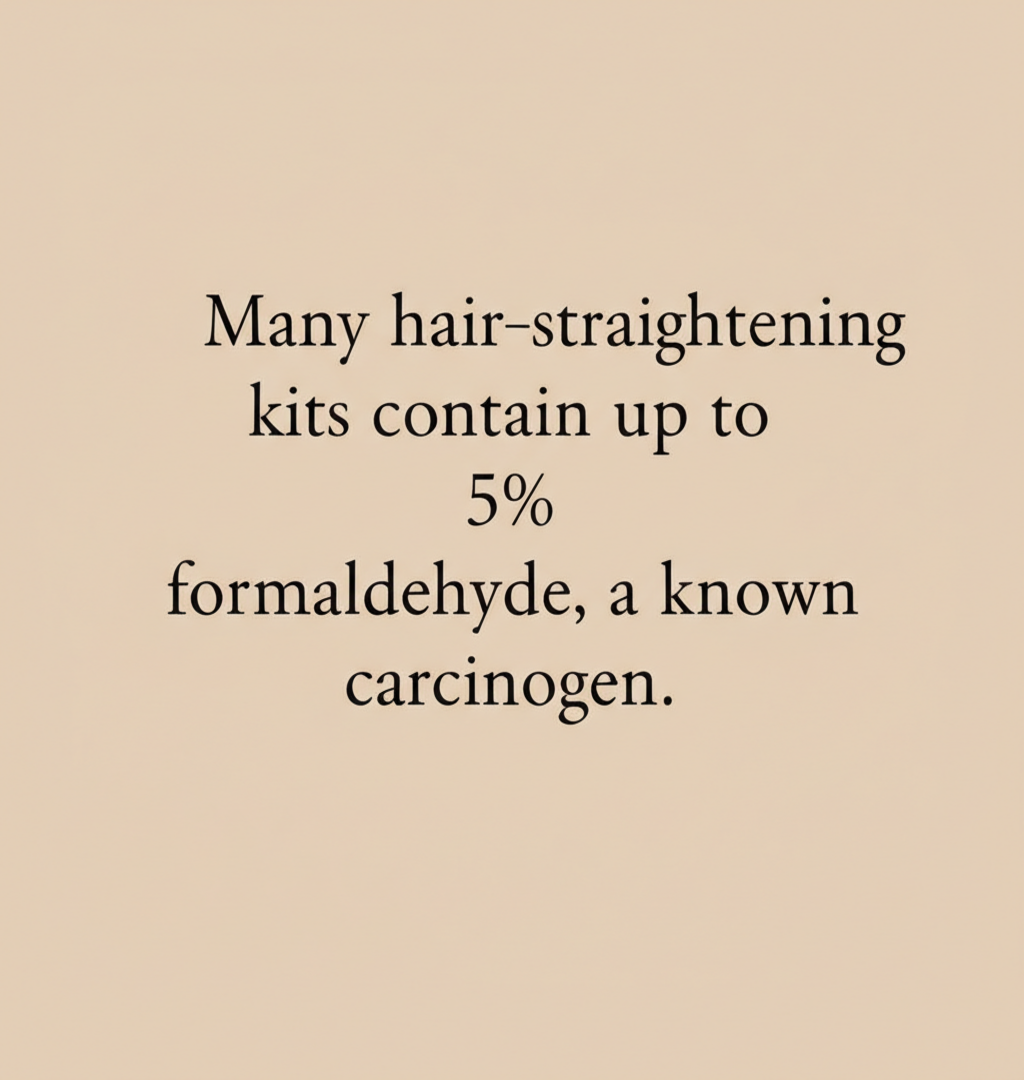 Many hair-straightening
kits contain up to
5%
formaldehyde, a known
carcinogen.